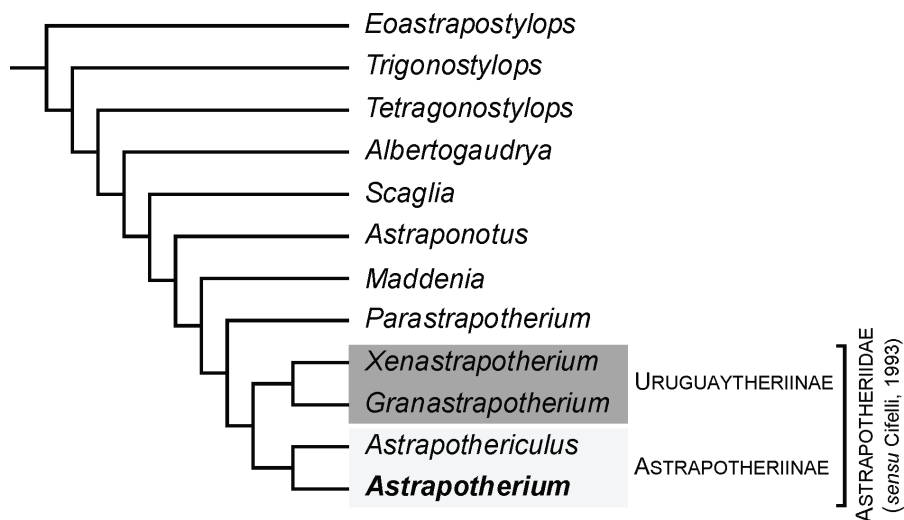 Eoastrapostylops
Trigonostylops
Tetragonostylops
Albertogaudrya
Scaglia
Astraponotus
Maddenia
Parastrapotherium
Xenastrapotherium
Granastrapotherium
Astrapothericulus
Astrapotherium
URUGUAYTHERIINAE
ASTRAPOTHERIINAE
ASTRAPOTHERIIDAE
(sensu Cifelli, 1993)